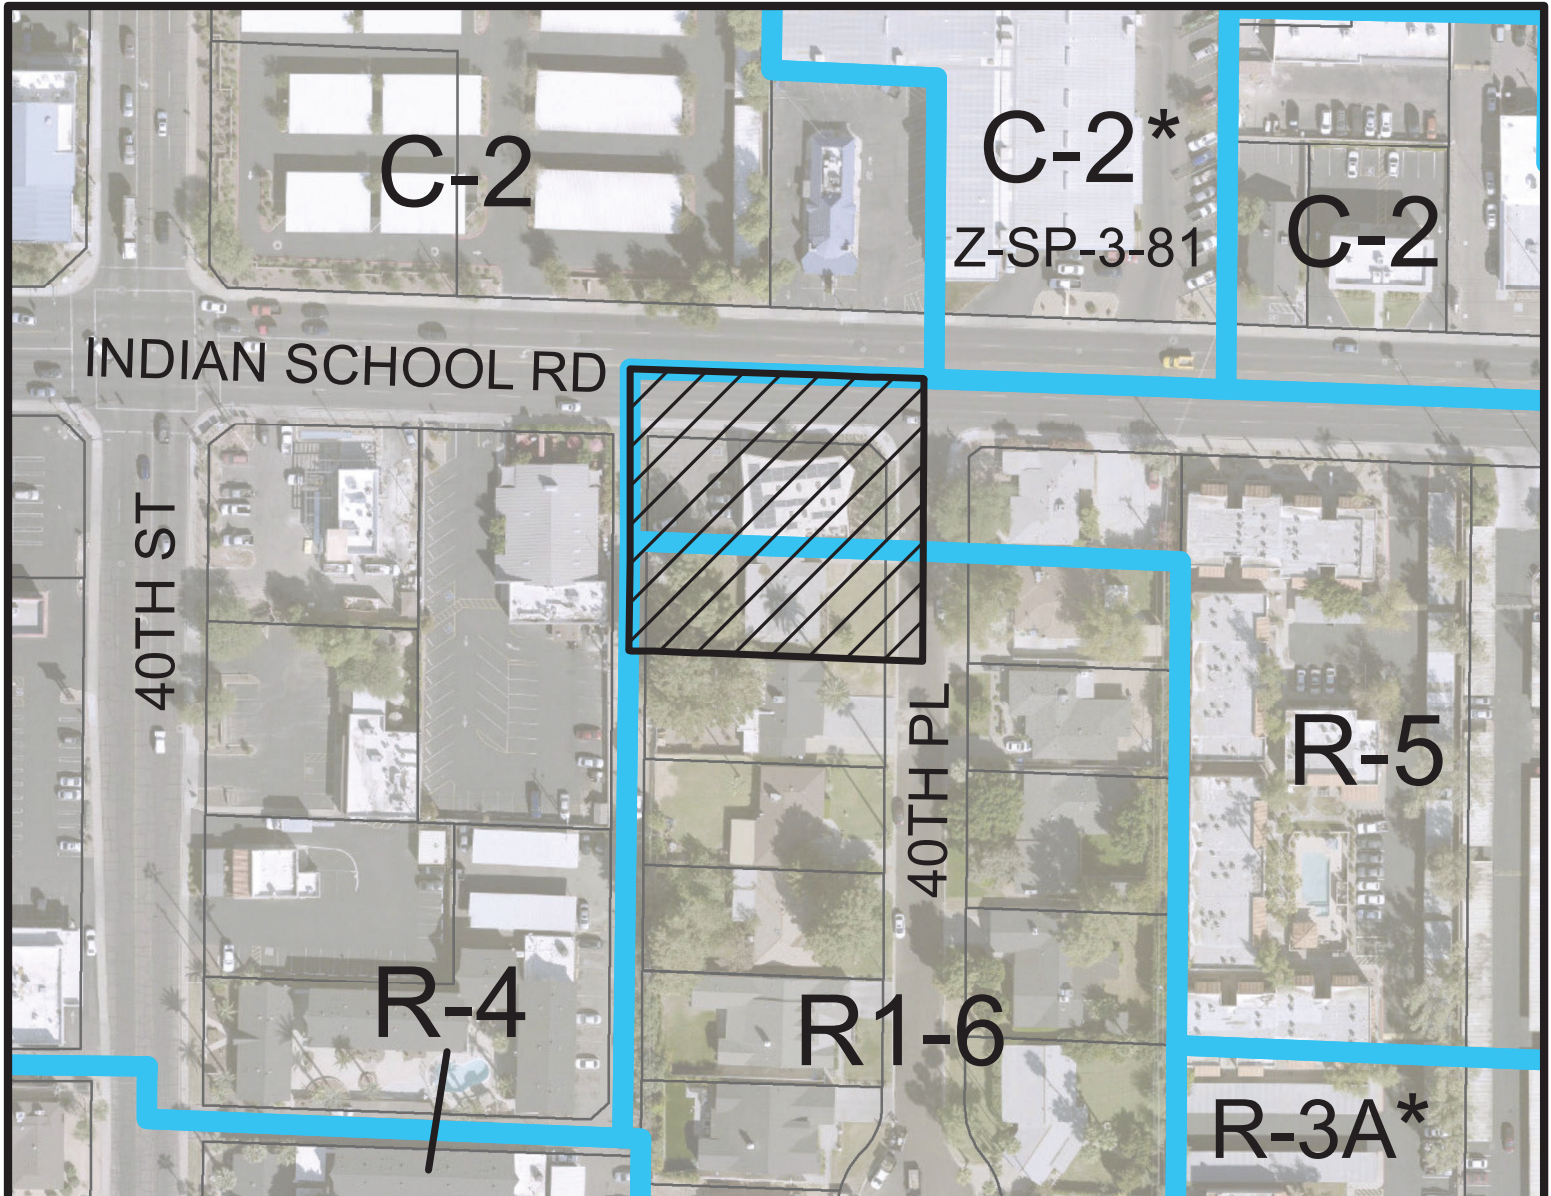 C-2
C-2*
Z-SP-3-81
C-2
INDIAN SCHOOL RD
40TH ST
40TH PL
R-5
R-4
R1-6
R-3A*